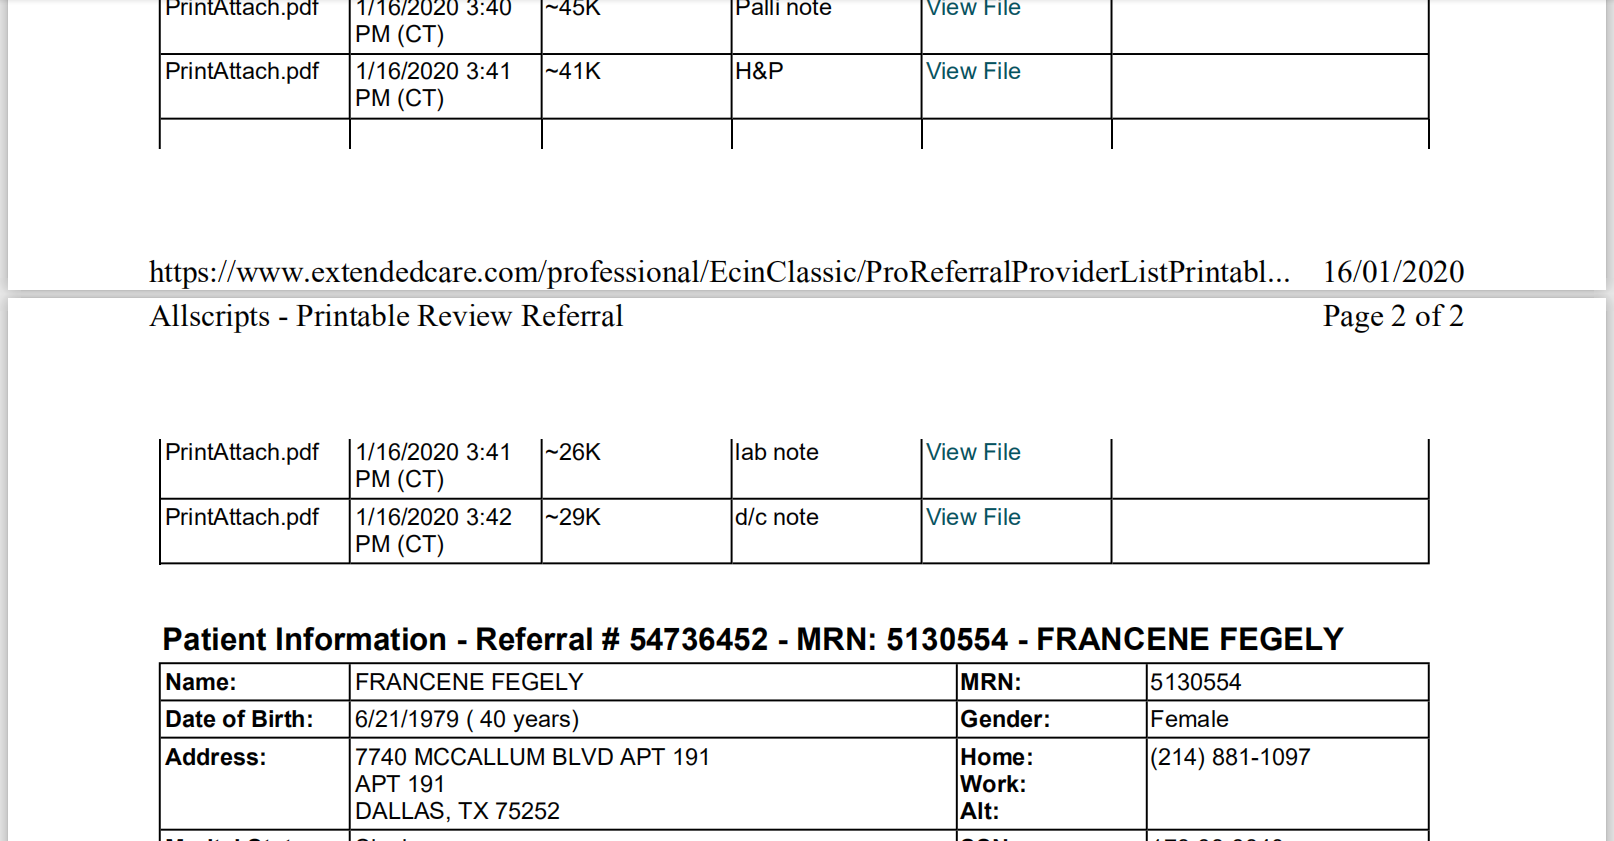 PrintAttach.pdf 1/16/2020 3:40 ~45K Palli note View File
PM (CT)
PrintAttach.pdf 1/16/2020 3:41 ~41K H&P View File
PM (CT)
https://www.extendedcare.com/professional/EcinClassic/ProReferralProviderListPrintabl... 16/01/2020
Allscripts - Printable Review Referral Page 2 of 2
PrintAttach.pdf 1/16/2020 3:41 ~26K lab note View File
PM (CT)
PrintAttach.pdf 1/16/2020 3:42 ~29K d/c note View File
PM (CT)
Patient Information - Referral # 54736452 - MRN: 5130554 - FRANCENE FEGELY
Name: FRANCENE FEGELY MRN: 5130554
Date of Birth: 6/21/1979 ( 40 years) Gender: Female
Address: 7740 MCCALLUM BLVD APT 191 Home: (214) 881-1097
APT 191 Work:
DALLAS, TX 75252 Alt: